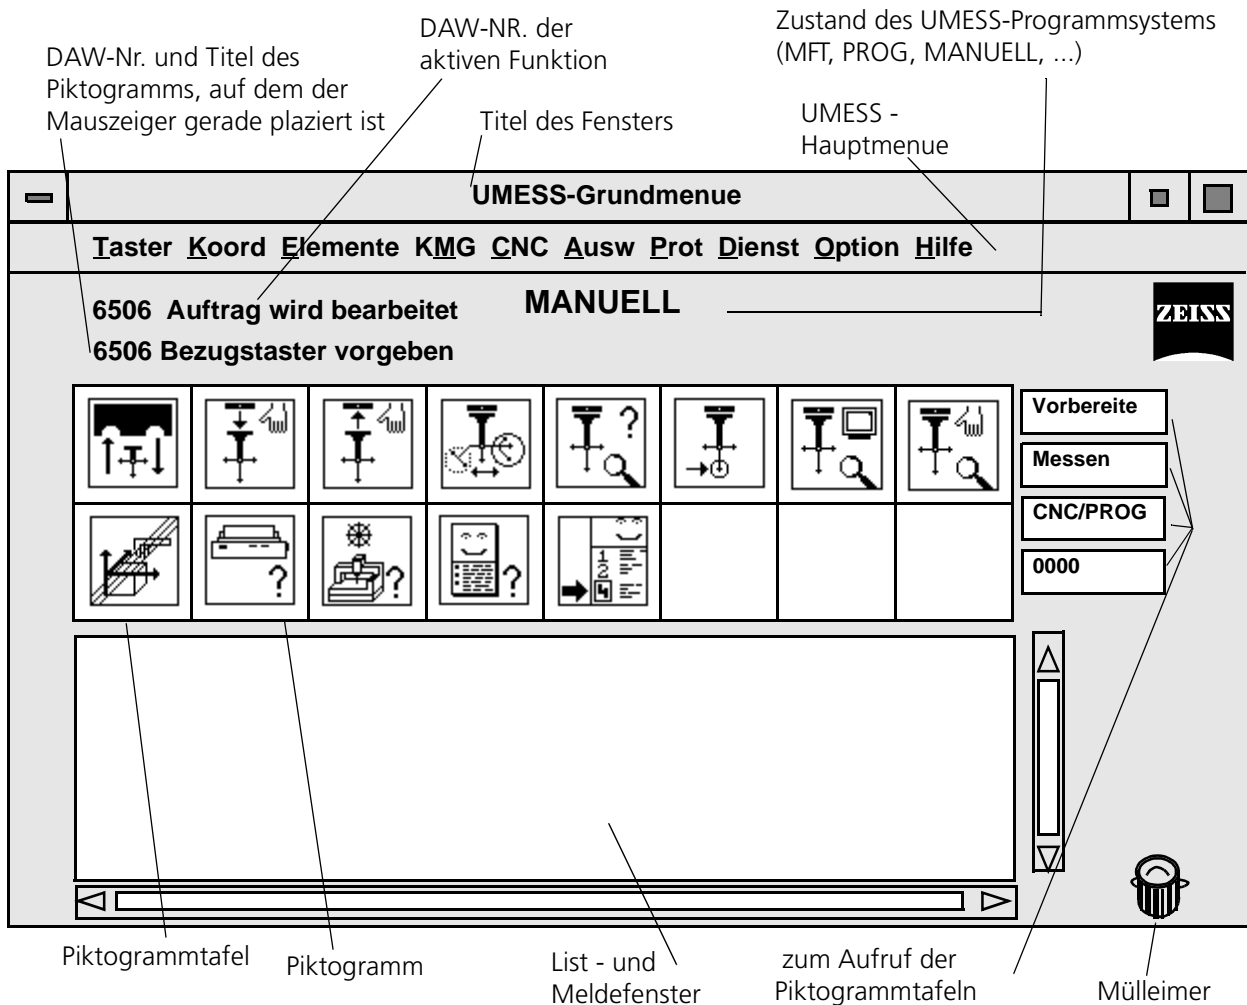 DAW-Nr. und Titel des
Piktogramms, auf dem der
Mauszeiger gerade plaziert ist
DAW-NR. der
aktiven Funktion
Titel des Fensters
Zustand des UMESS-Programmsystems
(MFT, PROG, MANUELL, ...)
UMESS -
Hauptmenue
UMESS-Grundmenue
Taster Koord Elemente KMG CNC Ausw Prot Dienst Option Hilfe
6506 Auftrag wird bearbeitet
MANUELL
6506 Bezugstaster vorgeben
ZEISS
? 
Vorbereite
Messen
CNC/PROG
0000
?
?
?
1
2
4
Piktogrammtafel
Piktogramm
List - und
Meldefenster
zum Aufruf der
Piktogrammtafeln
Mülleimer